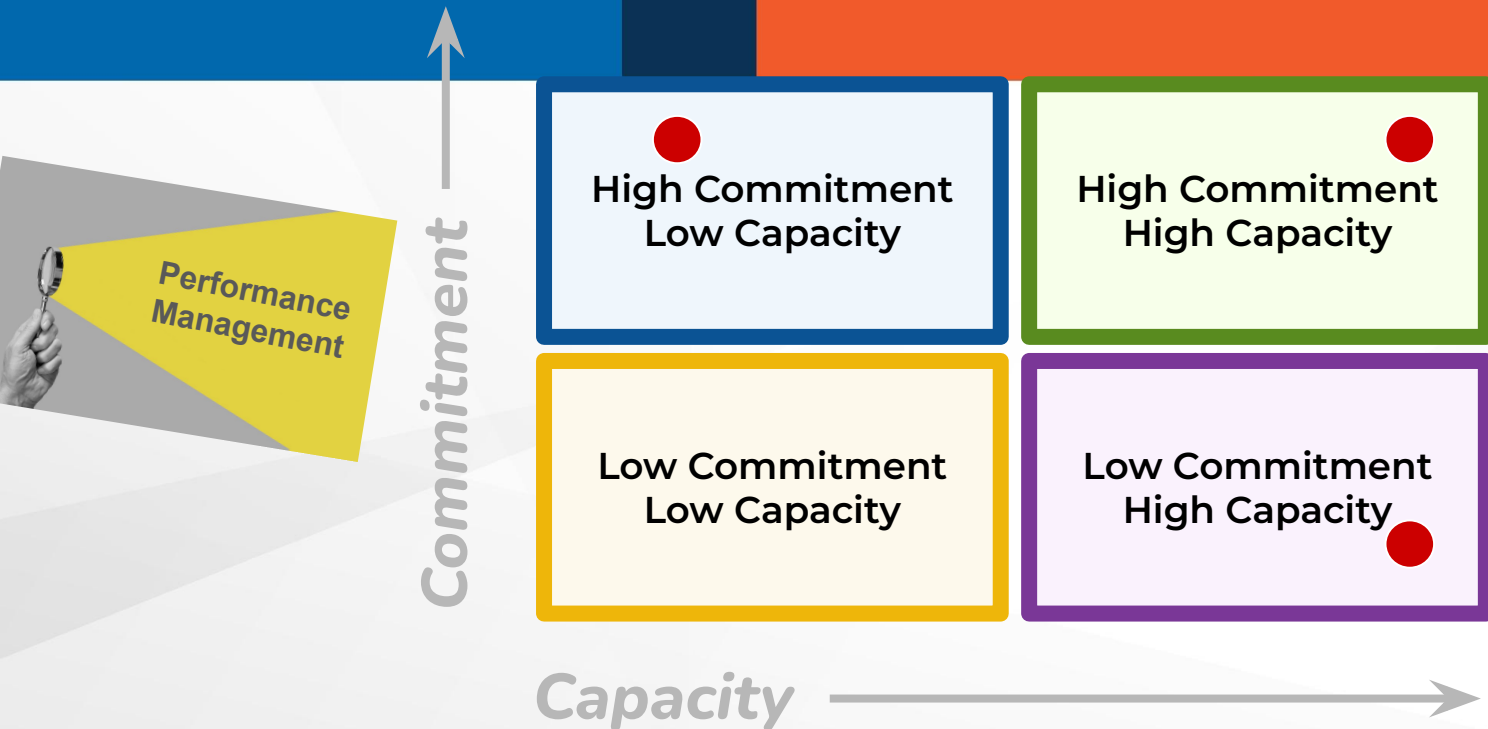 Performance
Management
Commitment
High Commitment
Low Capacity
High Commitment
High Capacity
Low Commitment
Low Capacity
Low Commitment
High Capacity
Capacity